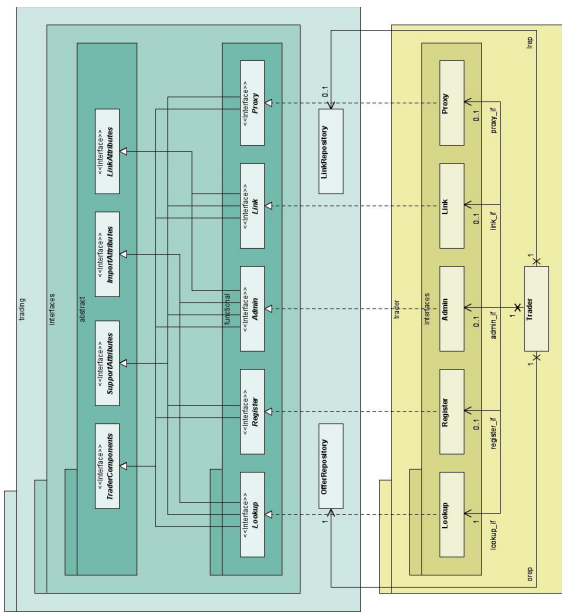 trading
interfaces
abstract
<<Interface>>
TraderComponents
<<Interface>>
SupportAttributes
<<Interface>>
ImportAttributes
<<Interface>>
LinkAttributes
functional
<<Interface>>
Lookup
<<Interface>>
Register
<<Interface>>
Admin
<<Interface>>
Link
<<Interface>>
Proxy
OfferRepository
1
LinkRepository
0..1
trader
interfaces
Lookup
Register
Admin
Link
Proxy
1
0..1
0..1
0..1
0..1
lookup_if
register_if
admin_if
link_if
proxy_if
1
1
1
Trader
orep
lrep